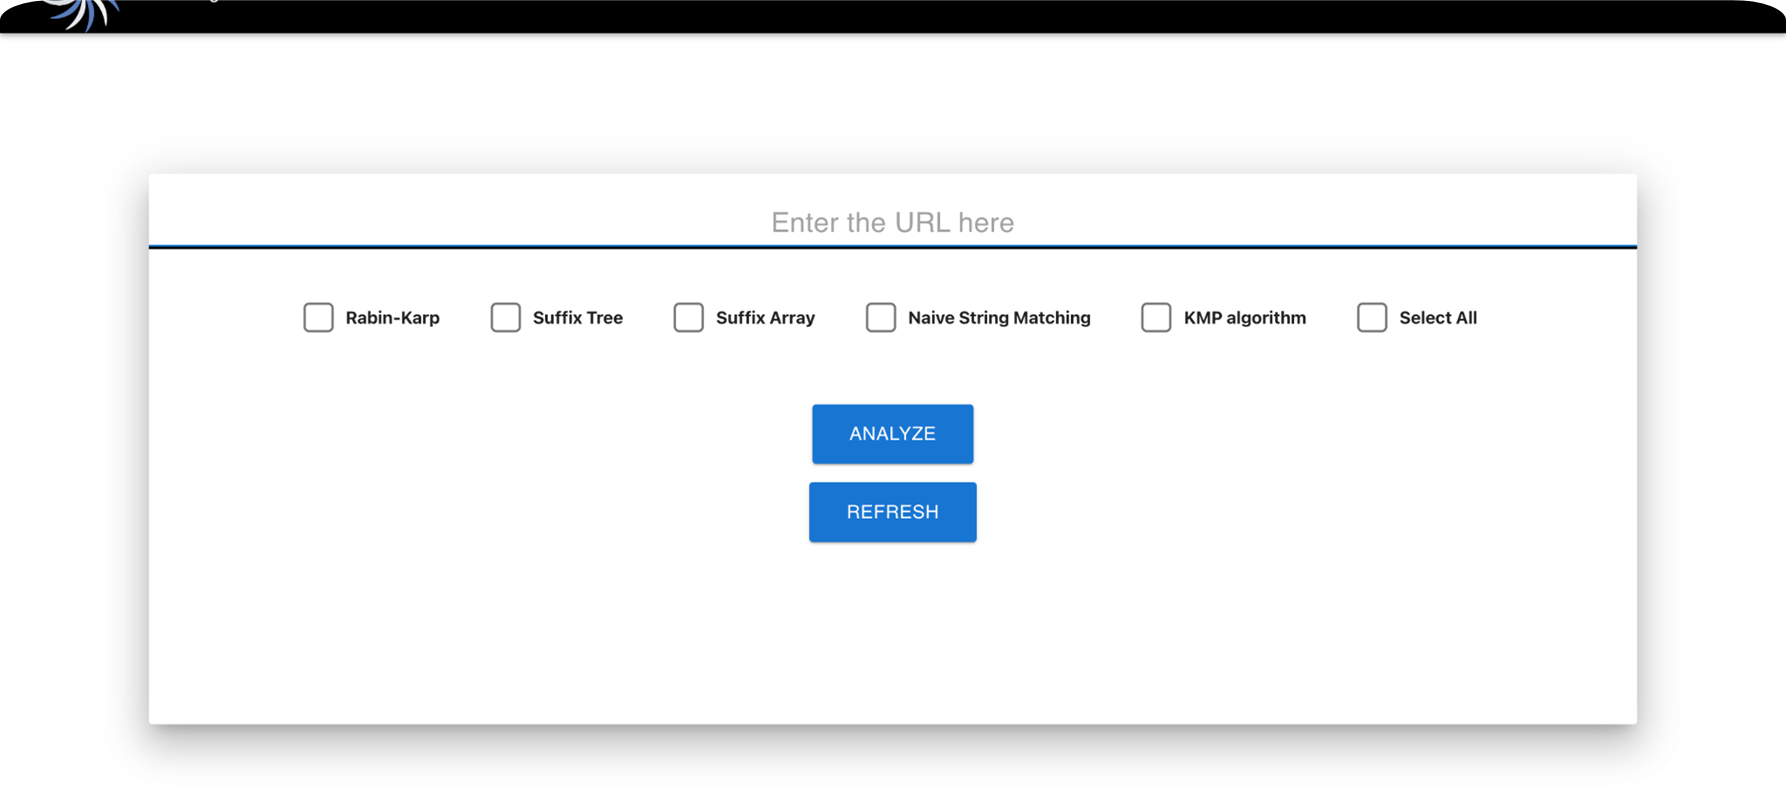 Enter the URL here
Rabin-Karp Suffix Tree Suffix Array Naive String Matching KMP algorithm Select All
ANALYZE
REFRESH